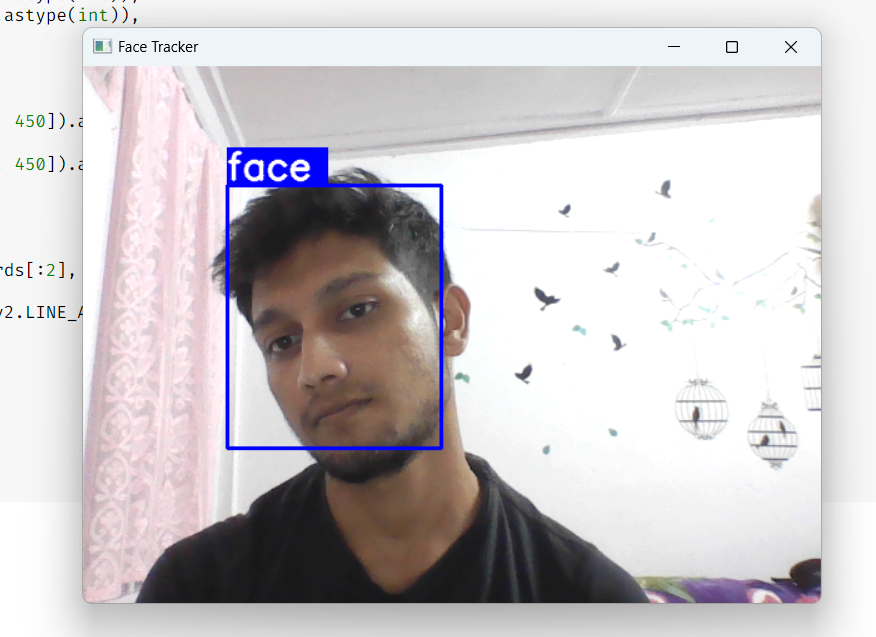 .astype(int)),
Face Tracker
450]).a
face
450]).a
rds[:2],
v2.LINE_A